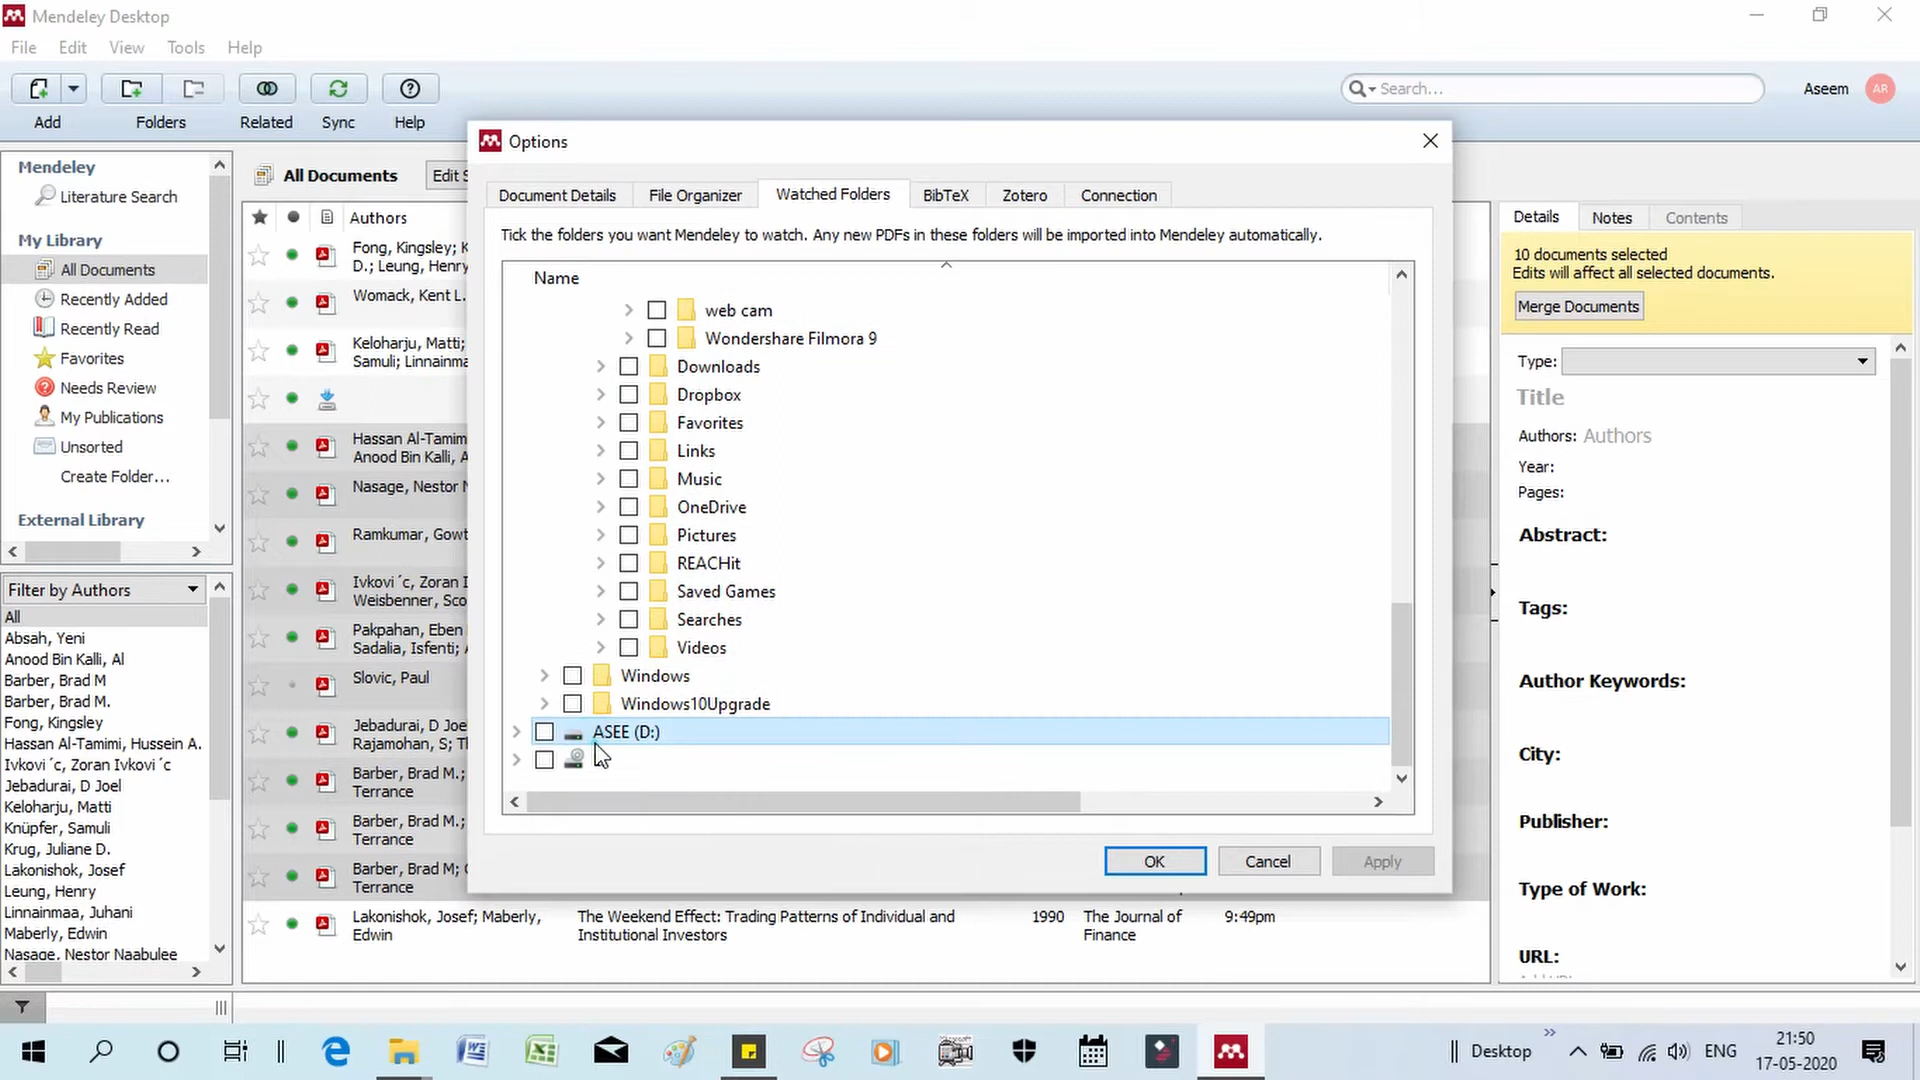 Mendeley Desktop
File Edit View Tools Help
Search...
Aseem AR
Add Folders Related Sync Help
Mendeley
Literature Search
My Library
All Documents
Recently Added
Recently Read
Favorites
Needs Review
My Publications
Unsorted
Create Folder...
External Library
Filter by Authors
All
Absah, Yeni
Anood Bin Kalli, Al
Barber, Brad M
Barber, Brad M.
Fong, Kingsley
Hassan Al-Tamimi, Hussein A.
Ivkovi´c, Zoran Ivkovi´c
Jebadurai, D Joel
Keloharju, Matti
Knüpfer, Samuli
Krug, Juliane D.
Lakonishok, Josef
Leung, Henry
Linnainmaa, Juhani
Maberly, Edwin
Nasage, Nestor Naabulee
All Documents Edit S
Authors
Fong, Kingsley; K
D.; Leung, Henry
Womack, Kent L.
Keloharju, Matti;
Samuli; Linnainma
Hassan Al-Tamim
Anood Bin Kalli, A
Nasage, Nestor N
Ramkumar, Gowt
Ivkovi´c, Zoran I
Weisbenner, Sco
Pakpahan, Eben
Sadalia, Isfenti; 
Slovic, Paul
Jebadurai, D Joe
Rajamohan, S; Th
Barber, Brad M.;
Terrance
Barber, Brad M.;
Terrance
Barber, Brad M; O
Terrance
Lakonishok, Josef; Maberly, The Weekend Effect: Trading Patterns of Individual and 1990 The Journal of 9:49pm
Edwin Institutional Investors Finance
Options
Document Details File Organizer Watched Folders BibTeX Zotero Connection
Tick the folders you want Mendeley to watch. Any new PDFs in these folders will be imported into Mendeley automatically.
Name
web cam
Wondershare Filmora 9
Downloads
Dropbox
Favorites
Links
Music
OneDrive
Pictures
REACHit
Saved Games
Searches
Videos
Windows
Windows10Upgrade
ASEE (D:)
OK Cancel Apply
Details Notes Contents
10 documents selected
Edits will affect all selected documents.
Merge Documents
Type:
Title
Authors: Authors
Year:
Pages:
Abstract:
Tags:
Author Keywords:
City:
Publisher:
Type of Work:
URL:
Desktop ENG 21:50
17-05-2020